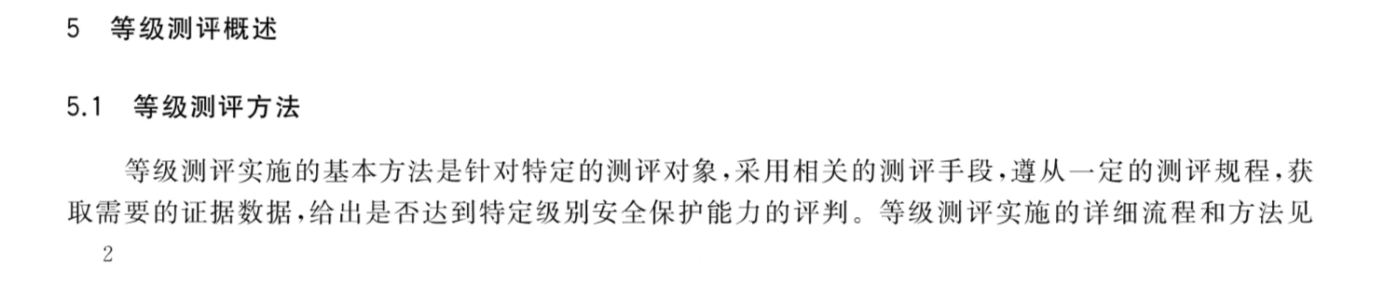 5 等级测评概述
5.1 等级测评方法
等级测评实施的基本方法是针对特定的测评对象,采用相关的测评手段,遵从一定的测评规程,获
取需要的证据数据,给出是否达到特定级别安全保护能力的评判。等级测评实施的详细流程和方法见
2